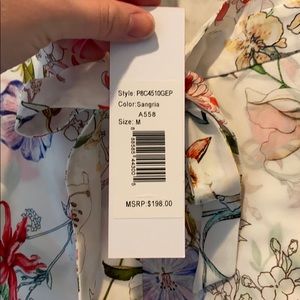 Style: P8C4510GEP
Color: Sangria
A558
Size: M
MSRP:$198.00